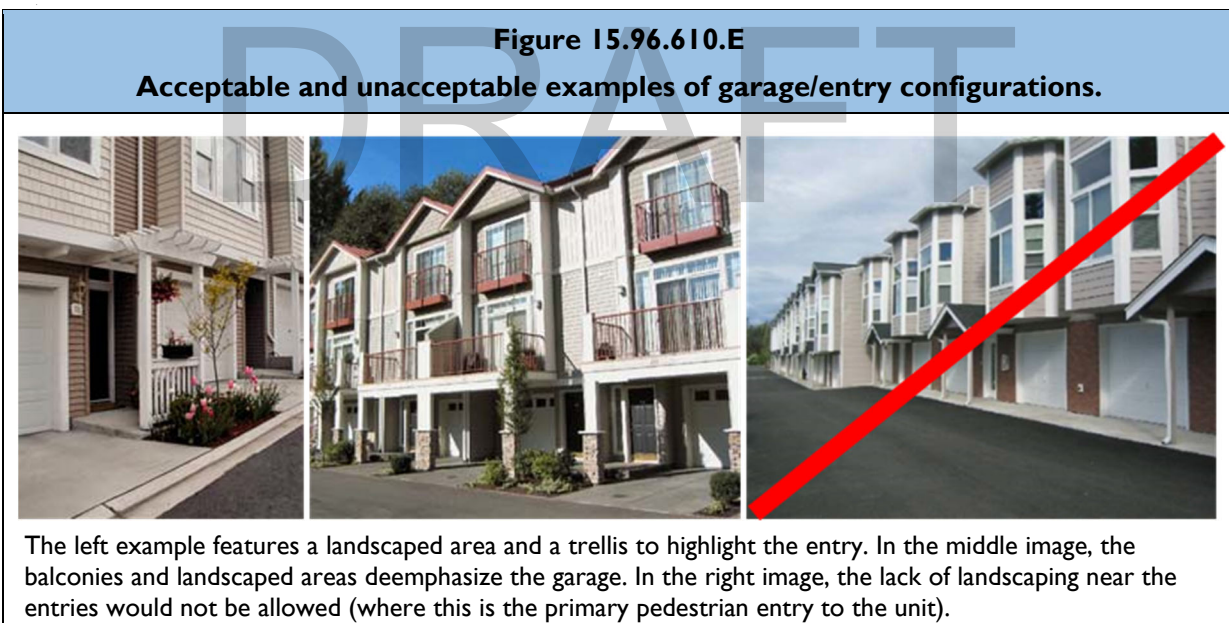 Figure 15.96.610.E
Acceptable and unacceptable examples of garage/entry configurations.
DRAFT
The left example features a landscaped area and a trellis to highlight the entry. In the middle image, the
balconies and landscaped areas deemphasize the garage. In the right image, the lack of landscaping near the
entries would not be allowed (where this is the primary pedestrian entry to the unit).